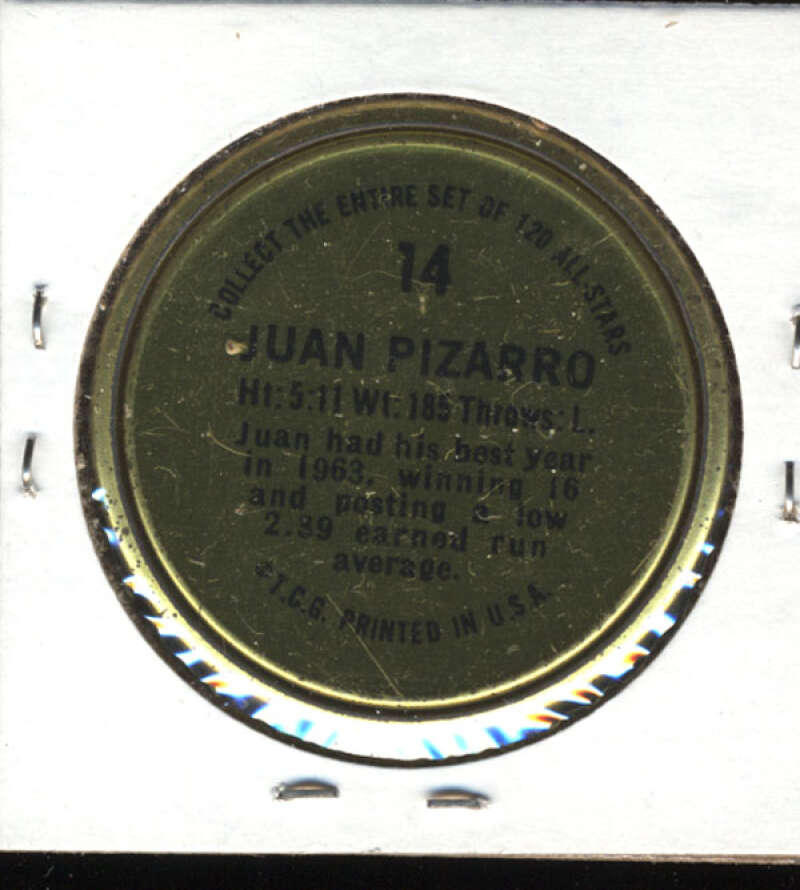 COLLECT THE ENTIRE SET OF 120 ALL-STARS
14
JUAN PIZARRO
Ht: 5:11 Wt: 185 Throws: L.
Juan had his best year
in 1963, winning 16
and posting a low
2.39 earned run
average.
©T.C.G. PRINTED IN U.S.A.